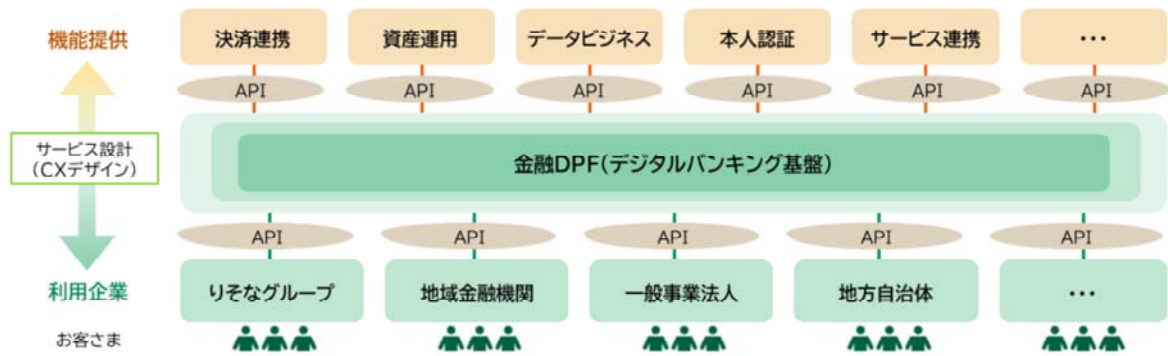 機能提供
決済連携
資産運用
データビジネス
本人認証
サービス連携
・・・
API
API
API
API
API
API
サービス設計
(CXデザイン)
金融DPF(デジタルバンキング基盤)
API
API
API
API
API
利用企業
りそなグループ
地域金融機関
一般事業法人
地方自治体
・・・
お客さま